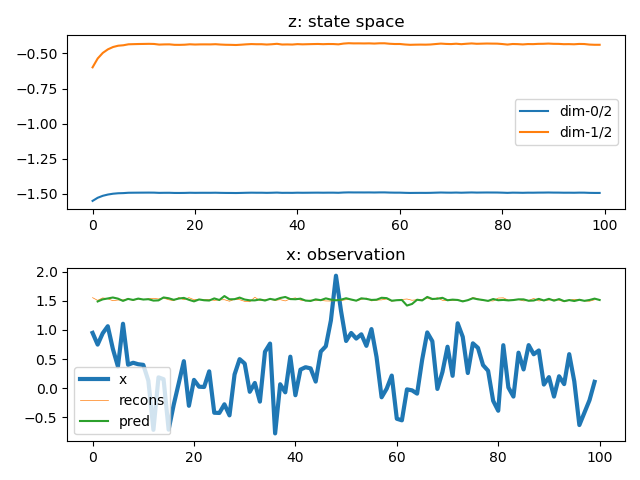 z: state space
−0.50
−0.75
−1.00
−1.25
−1.50
dim-0/2
dim-1/2
0 20 40 60 80 100
x: observation
2.0
1.5
1.0
0.5
0.0
−0.5
x
recons
pred
0 20 40 60 80 100